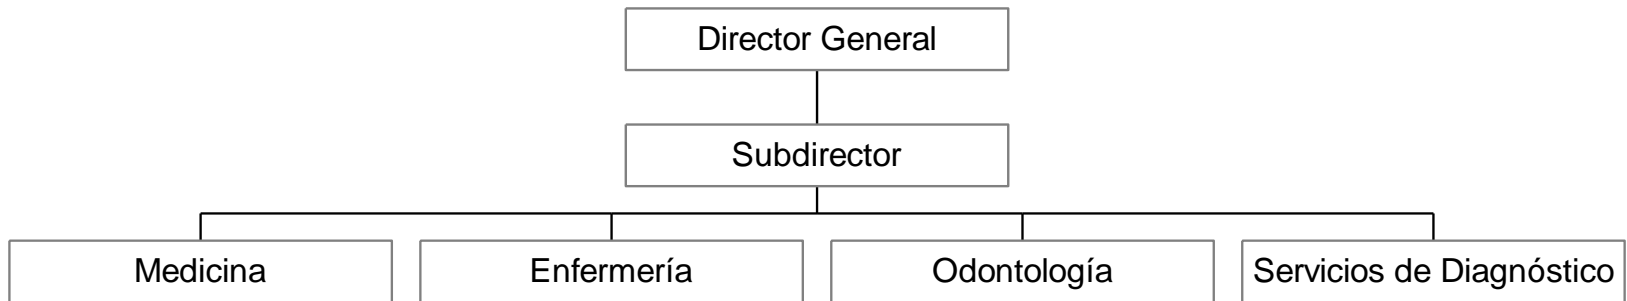 Director General
Subdirector
Medicina
Enfermería
Odontología
Servicios de Diagnóstico